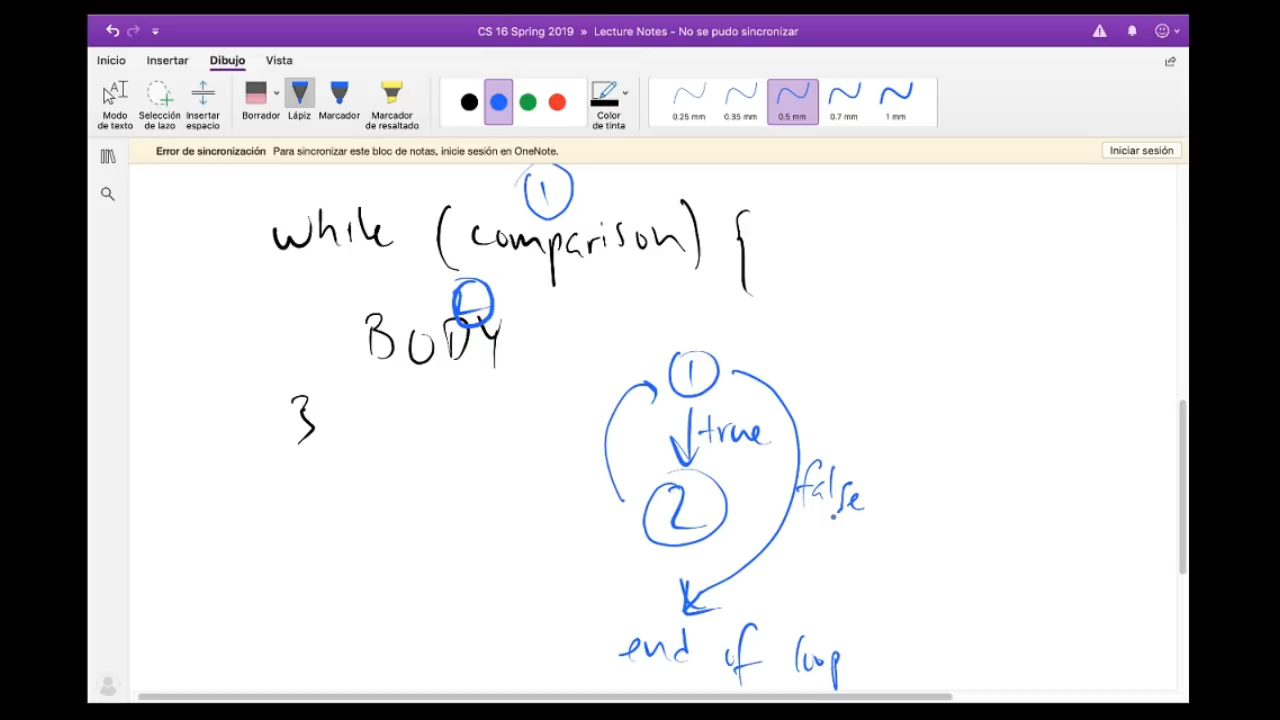 CS 16 Spring 2019 » Lecture Notes - No se pudo sincronizar
Inicio Insertar Dibujo Vista
Modo de texto
Selección de lazo
Insertar espacio
Borrador
Lápiz
Marcador
Marcador de resaltado
Color de tinta
0.25 mm 0.35 mm 0.5 mm 0.7 mm 1 mm
Error de sincronización Para sincronizar este bloc de notas, inicie sesión en OneNote. Iniciar sesión
1
while (comparison) {
2
BODY
}
1
true
false
2
end of loop